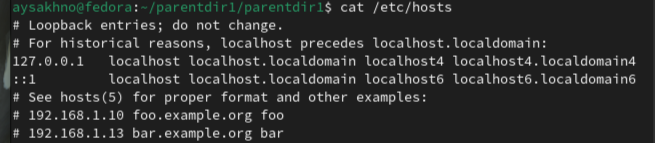 aysakhno@fedora:~/parentdir1/parentdir1$ cat /etc/hosts
# Loopback entries; do not change.
# For historical reasons, localhost precedes localhost.localdomain:
127.0.0.1   localhost localhost.localdomain localhost4 localhost4.localdomain4
::1         localhost localhost.localdomain localhost6 localhost6.localdomain6
# See hosts(5) for proper format and other examples:
# 192.168.1.10 foo.example.org foo
# 192.168.1.13 bar.example.org bar